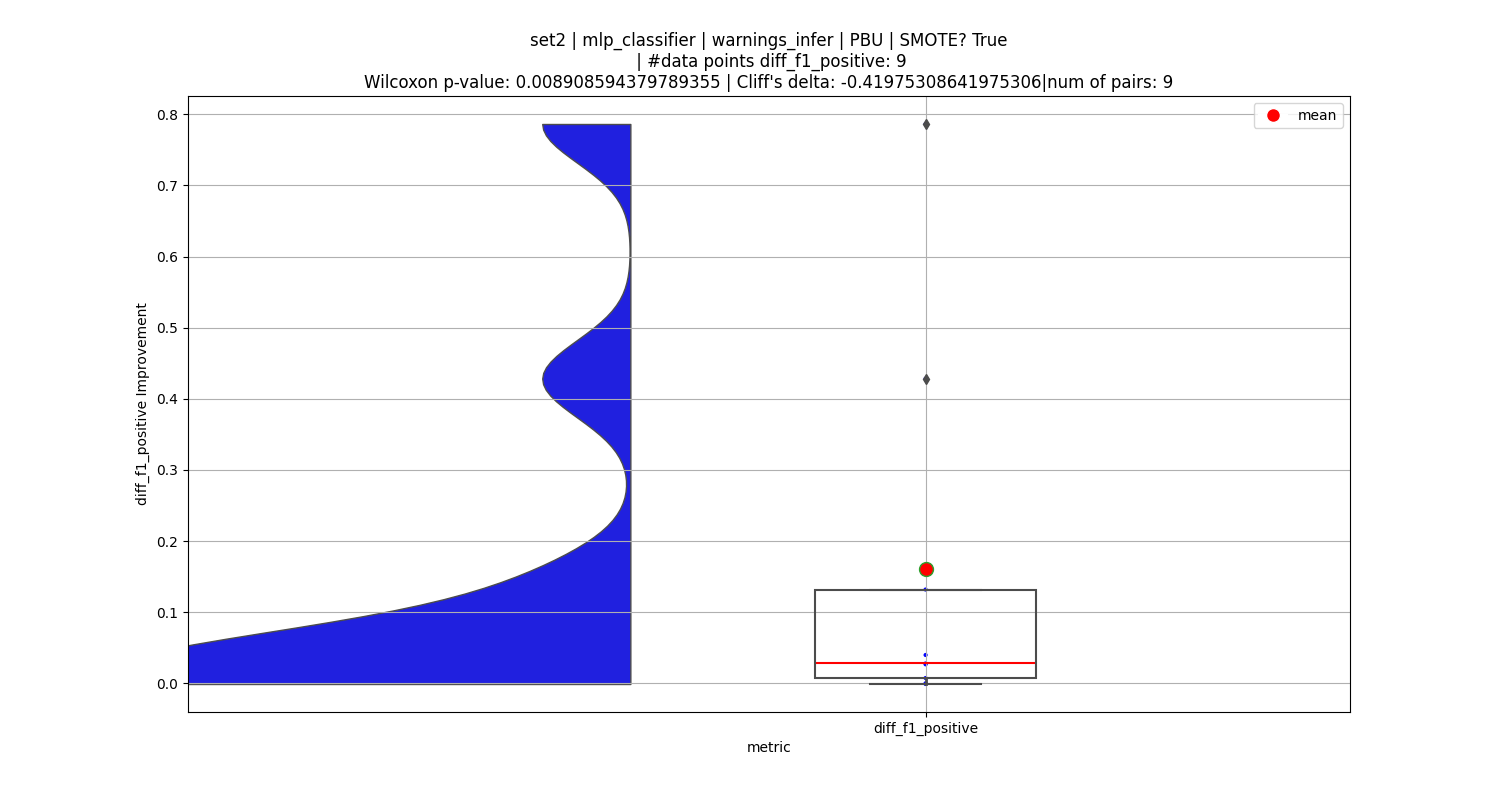 set2 | mlp_classifier | warnings_infer | PBU | SMOTE? True
| #data points diff_f1_positive: 9
Wilcoxon p-value: 0.008908594379789355 | Cliff's delta: -0.41975308641975306|num of pairs: 9
mean
0.8
0.7
0.6
0.5
0.4
0.3
0.2
0.1
0.0
diff_f1_positive Improvement
diff_f1_positive
metric